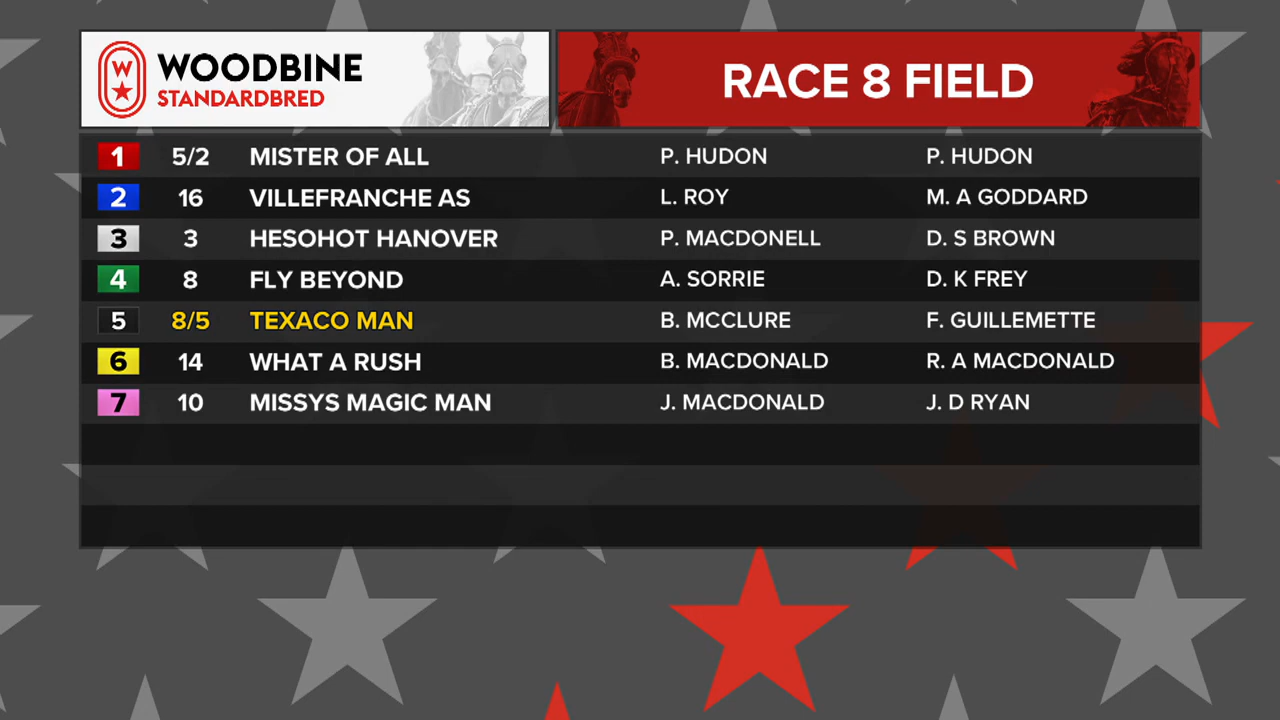 W
WOODBINE
STANDARDBRED
RACE 8 FIELD
1 5/2 MISTER OF ALL P. HUDON P. HUDON
2 16 VILLEFRANCHE AS L. ROY M. A GODDARD
3 3 HESOHOT HANOVER P. MACDONELL D. S BROWN
4 8 FLY BEYOND A. SORRIE D. K FREY
5 8/5 TEXACO MAN B. MCCLURE F. GUILLEMETTE
6 14 WHAT A RUSH B. MACDONALD R. A MACDONALD
7 10 MISSYS MAGIC MAN J. MACDONALD J. D RYAN